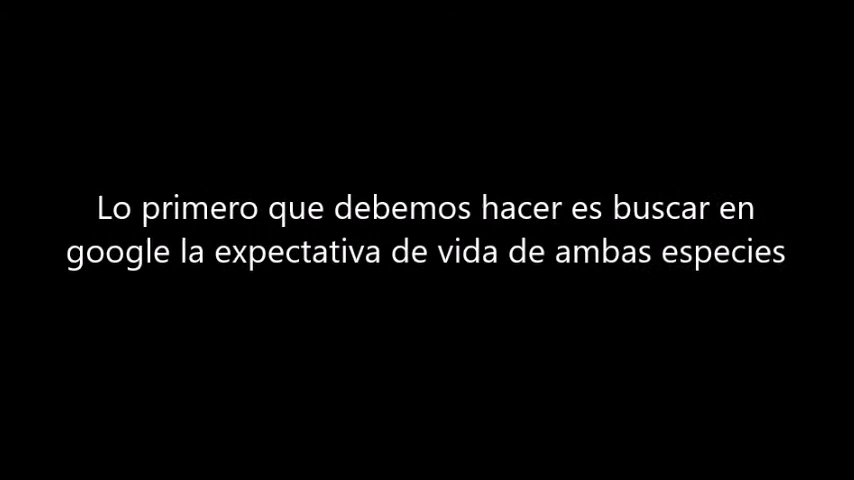 Lo primero que debemos hacer es buscar en
google la expectativa de vida de ambas especies